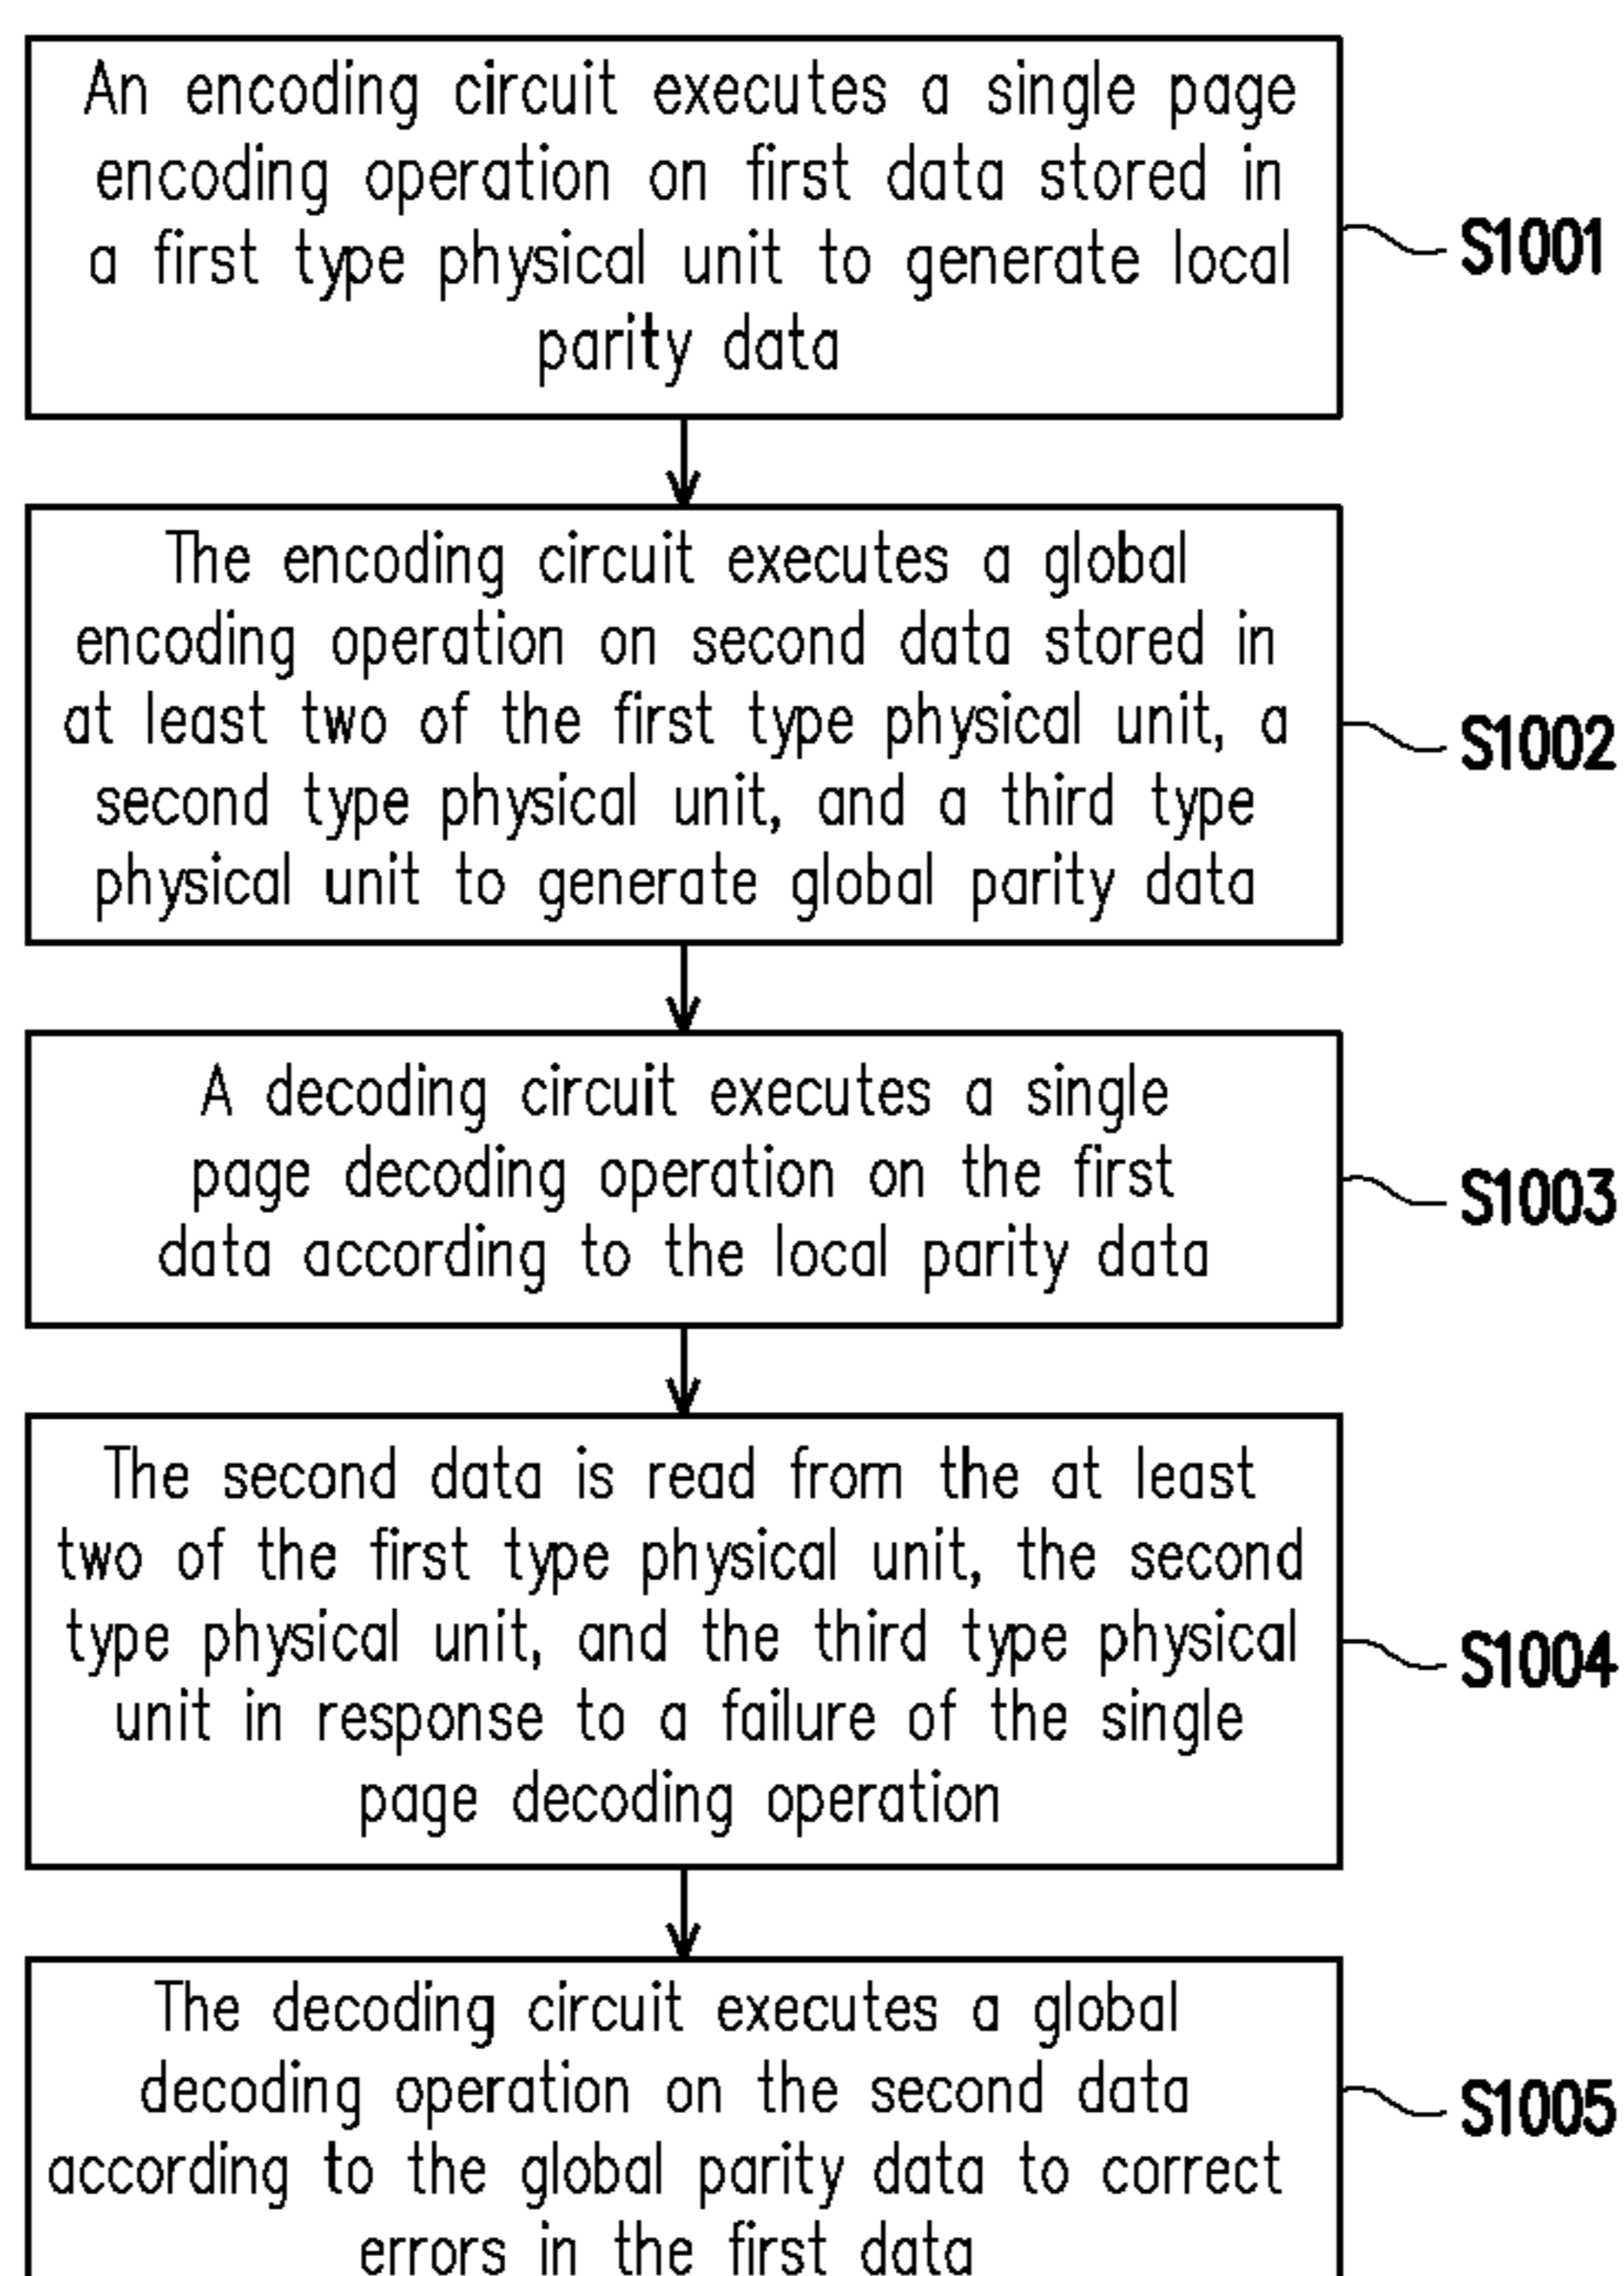 An encoding circuit executes a single page
encoding operation on first data stored in
a first type physical unit to generate local
parity data
S1001
The encoding circuit executes a global
encoding operation on second data stored in
at least two of the first type physical unit, a
second type physical unit, and a third type
physical unit to generate global parity data
S1002
A decoding circuit executes a single
page decoding operation on the first
data according to the local parity data
S1003
The second data is read from the at least
two of the first type physical unit, the second
type physical unit, and the third type physical
unit in response to a failure of the single
page decoding operation
S1004
The decoding circuit executes a global
decoding operation on the second data
according to the global parity data to correct
errors in the first data
S1005